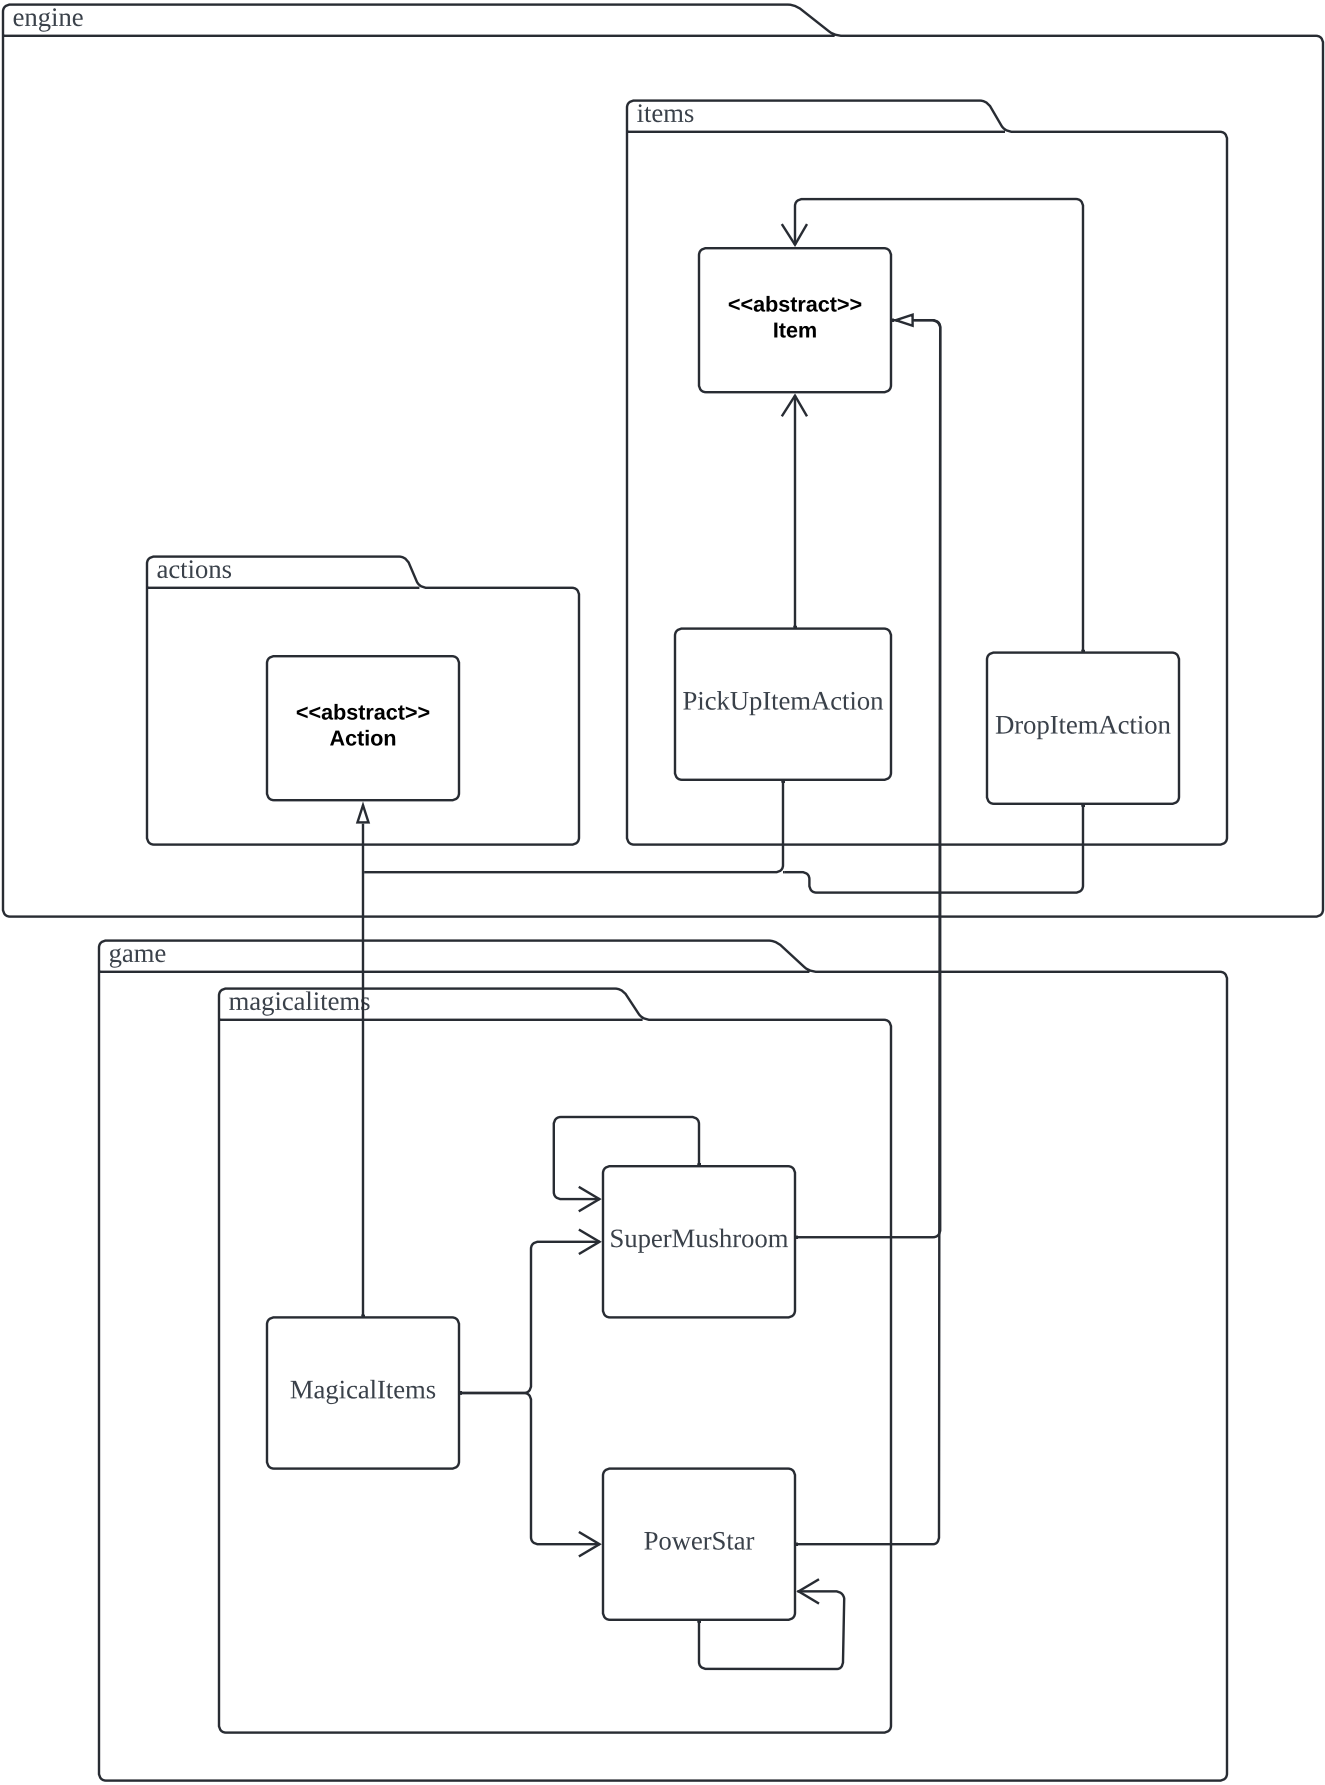 engine
items
<<abstract>>
Item
actions
<<abstract>>
Action
PickUpItemAction
DropItemAction
game
magicalitems
SuperMushroom
MagicalItems
PowerStar